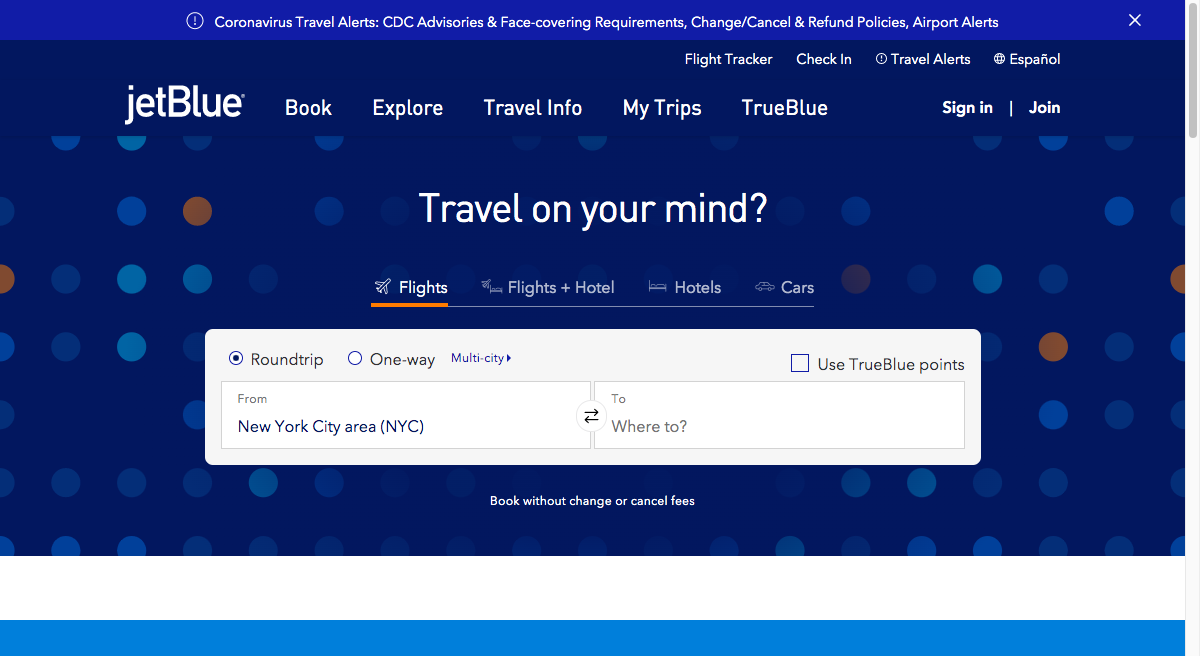 Coronavirus Travel Alerts: CDC Advisories & Face-covering Requirements, Change/Cancel & Refund Policies, Airport Alerts
Flight Tracker Check In Travel Alerts Español
jetBlue Book Explore Travel Info My Trips TrueBlue Sign in | Join
Travel on your mind?
Flights Flights + Hotel Hotels Cars
Roundtrip One-way Multi-city Use TrueBlue points
From To
New York City area (NYC) Where to?
Book without change or cancel fees